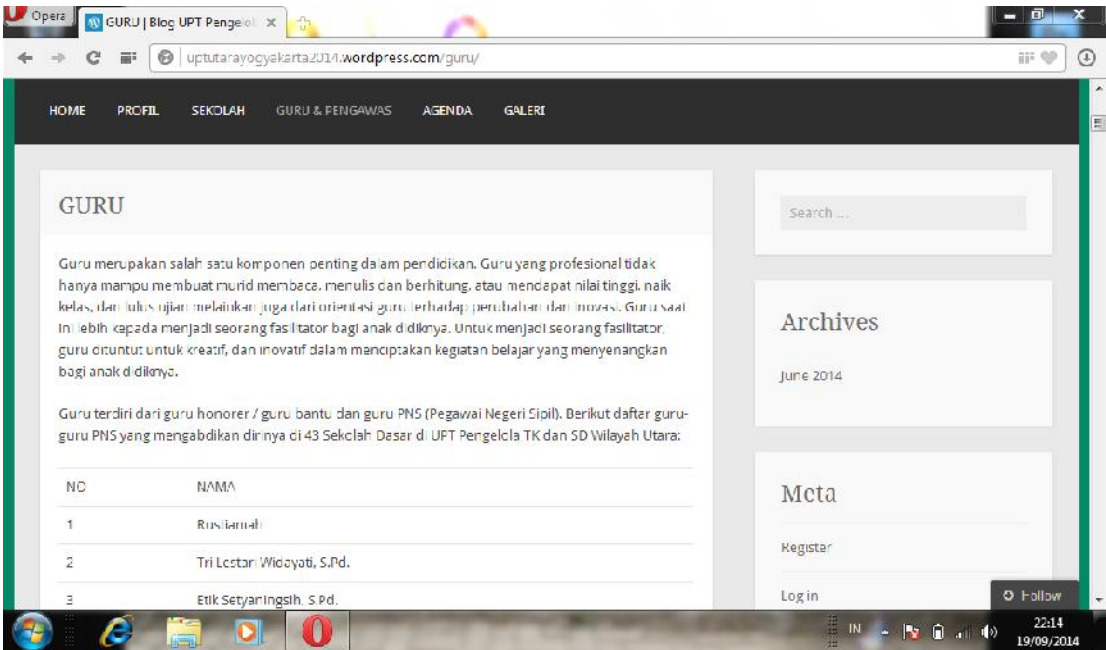 Opera
GURU | Blog UPT Pengelol
uptutarayogyakarta2014.wordpress.com/guru/
HOME PROFIL SEKOLAH GURU & PENGAWAS AGENDA GALERI
GURU
Guru merupakan salah satu komponen penting dalam pendidikan. Guru yang profesional tidak
hanya mampu membuat murid membaca, menulis dan berhitung, atau mendapat nilai tinggi, naik
kelas, dan lulus ujian melainkan juga dari orientasi guru terhadap perubahan dan inovasi. Guru saat
ini lebih kepada menjadi seorang fasilitator bagi anak didiknya. Untuk menjadi seorang fasilitator,
guru dituntut untuk kreatif, dan inovatif dalam menciptakan kegiatan belajar yang menyenangkan
bagi anak didiknya.
Guru terdiri dari guru honorer / guru bantu dan guru PNS (Pegawai Negeri Sipil). Berikut daftar guru-
guru PNS yang mengabdikan dirinya di 43 Sekolah Dasar di UPT Pengelola TK dan SD Wilayah Utara:
NO NAMA
1 Rustiamah
2 Tri Lestari Widayati, S.Pd.
3 Etik Setyaningsih, S.Pd.
Search ...
Archives
June 2014
Meta
Register
Log in
Follow
IN
22:14
19/09/2014